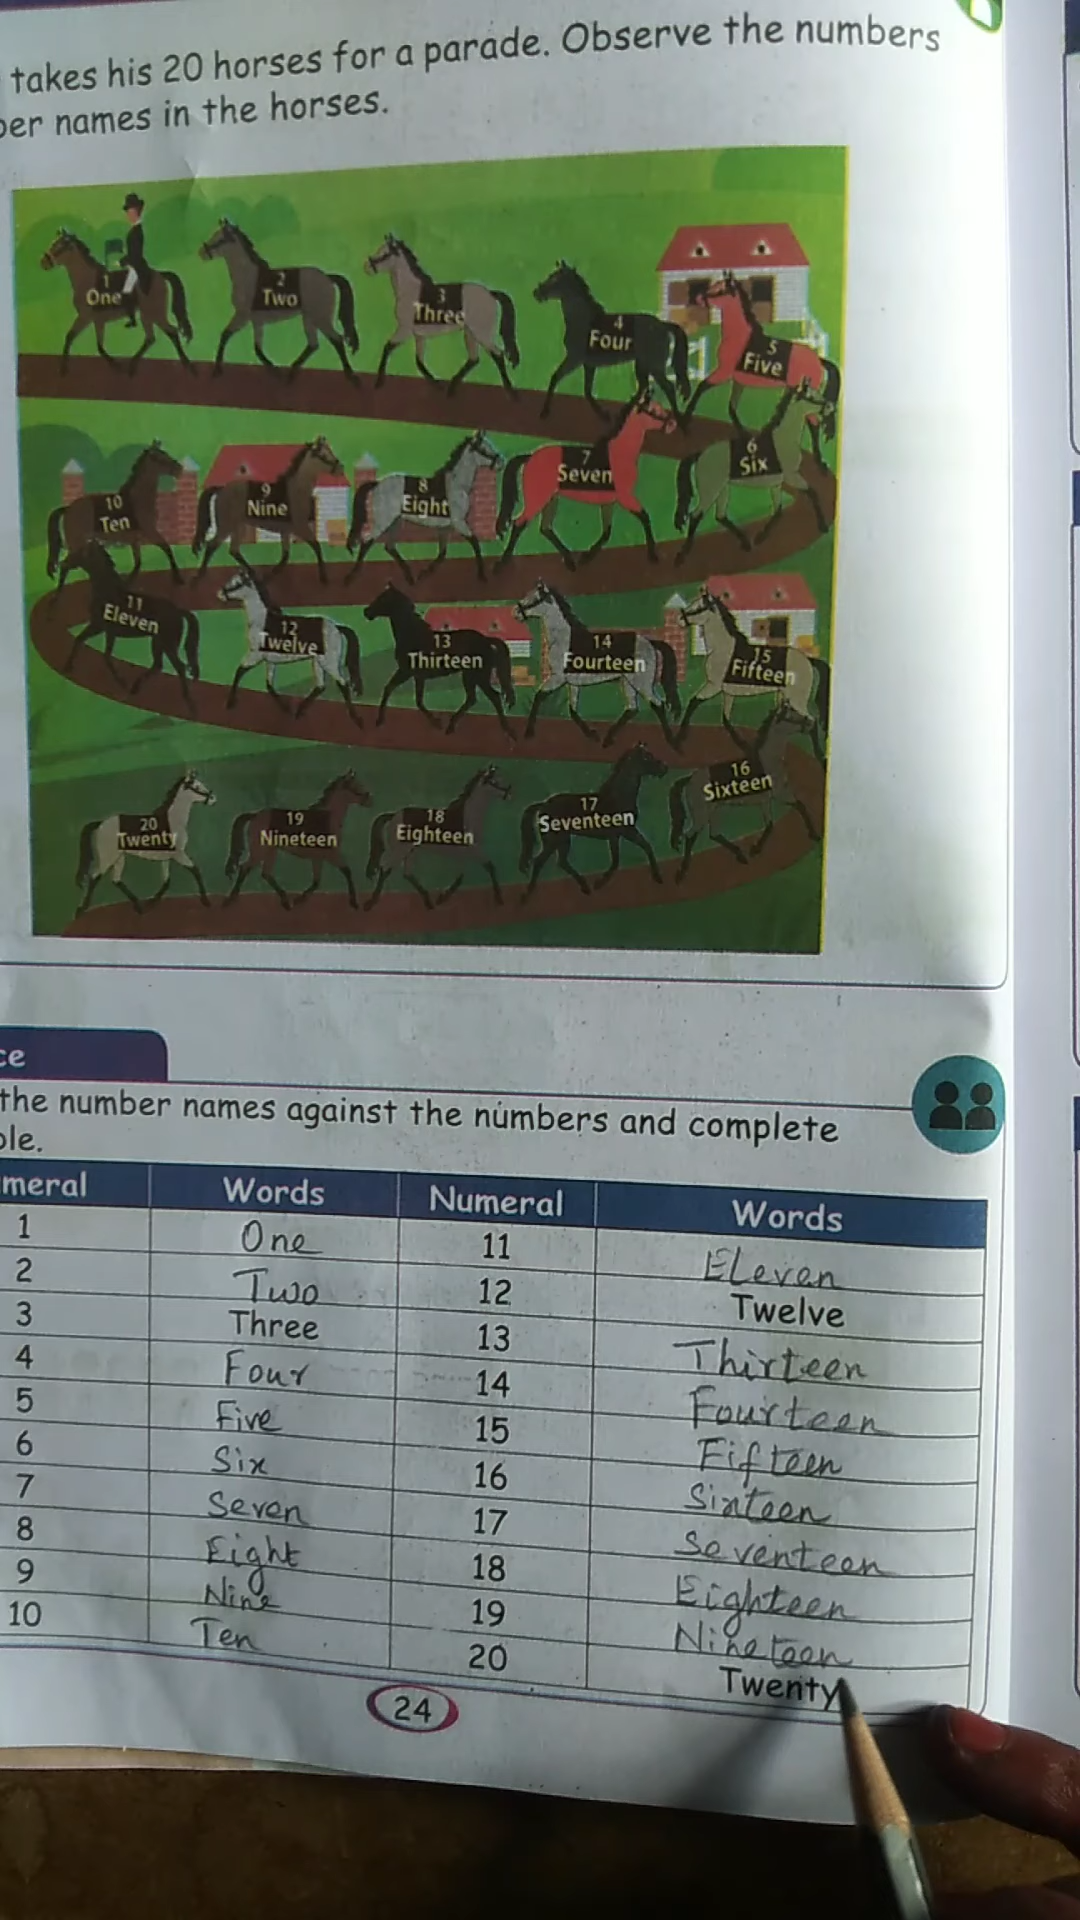 takes his 20 horses for a parade. Observe the numbers
names in the horses.
1
One
2
Two
3
Three
4
Four
5
Five
10
Ten
9
Nine
8
Eight
7
Seven
6
Six
11
Eleven
12
Twelve
13
Thirteen
14
Fourteen
15
Fifteen
20
Twenty
19
Nineteen
18
Eighteen
17
Seventeen
16
Sixteen
the number names against the numbers and complete
meral Words Numeral Words
1 One 11 Eleven
2 Two 12 Twelve
3 Three 13 Thirteen
4 Four 14 Fourteen
5 Five 15 Fifteen
6 Six 16 Sixteen
7 Seven 17 Seventeen
8 Eight 18 Eighteen
9 Nine 19 Nineteen
10 Ten 20 Twenty
24